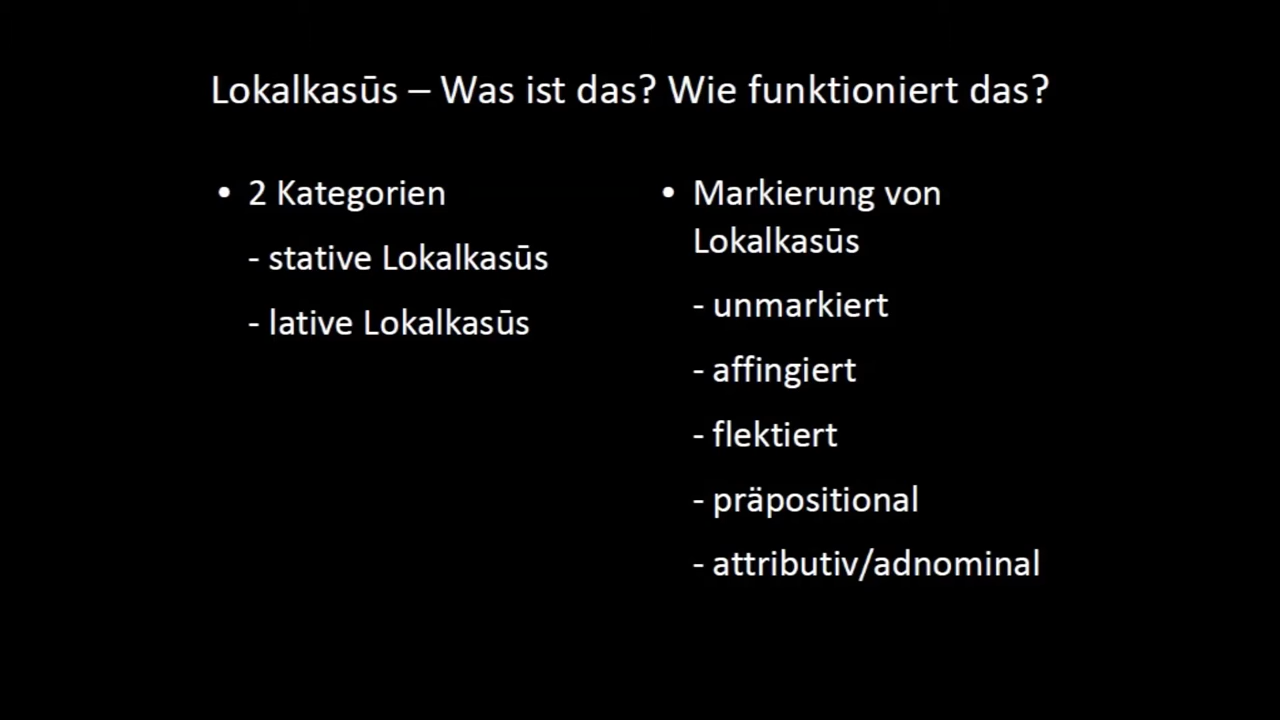 Lokalkasūs – Was ist das? Wie funktioniert das?
• 2 Kategorien
- stative Lokalkasūs
- lative Lokalkasūs
• Markierung von
Lokalkasūs
- unmarkiert
- affingiert
- flektiert
- präpositional
- attributiv/adnominal